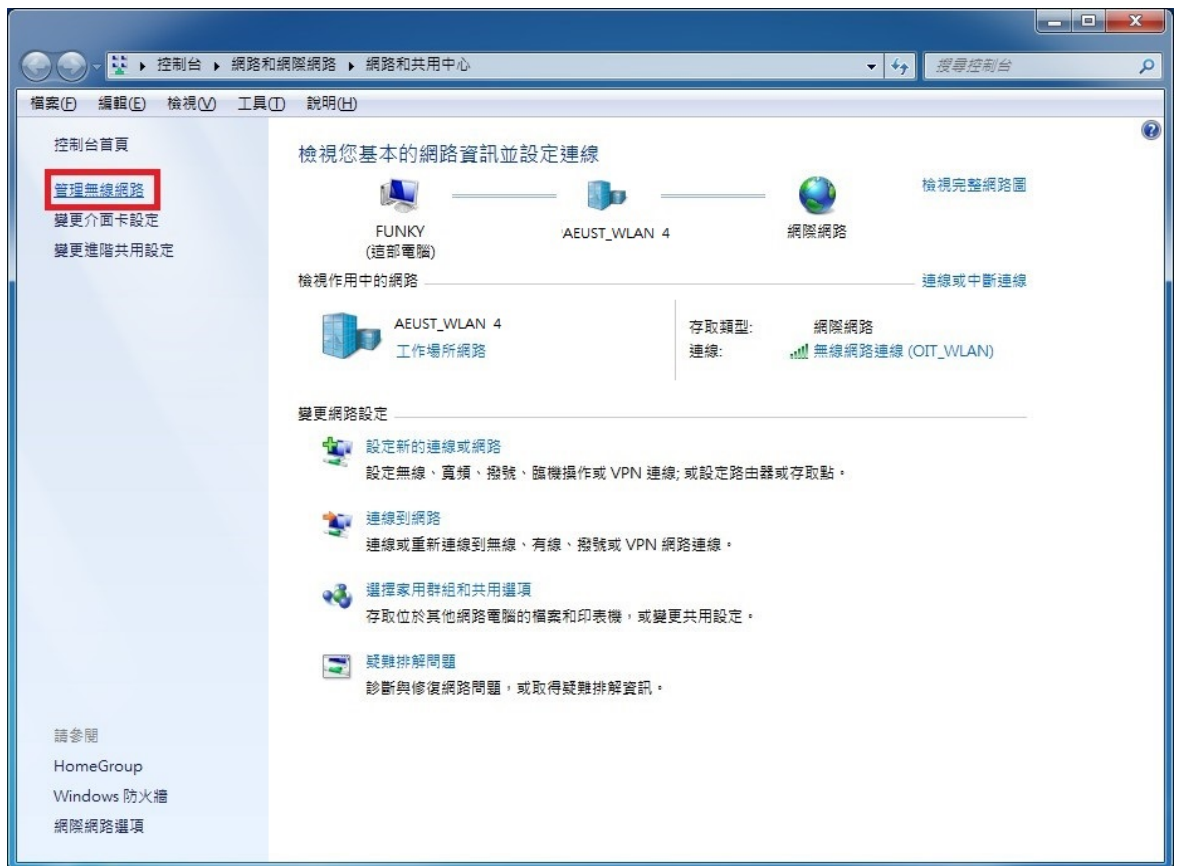 控制台 ▸ 網路和網際網路 ▸ 網路和共用中心
搜尋控制台
檔案(F) 編輯(E) 檢視(V) 工具(T) 說明(H)
控制台首頁
管理無線網路
變更介面卡設定
變更進階共用設定
檢視您基本的網路資訊並設定連線
檢視完整網路圖
FUNKY
(這部電腦)
AEUST_WLAN 4
網際網路
檢視作用中的網路
連線或中斷連線
AEUST_WLAN 4
工作場所網路
存取類型: 網際網路
連線: 無線網路連線 (OIT_WLAN)
變更網路設定
設定新的連線或網路
設定無線、寬頻、撥號、臨機操作或 VPN 連線; 或設定路由器或存取點。
連線到網路
連線或重新連線到無線、有線、撥號或 VPN 網路連線。
選擇家用群組和共用選項
存取位於其他網路電腦的檔案和印表機，或變更共用設定。
疑難排解問題
診斷與修復網路問題，或取得疑難排解資訊。
請參閱
HomeGroup
Windows 防火牆
網際網路選項